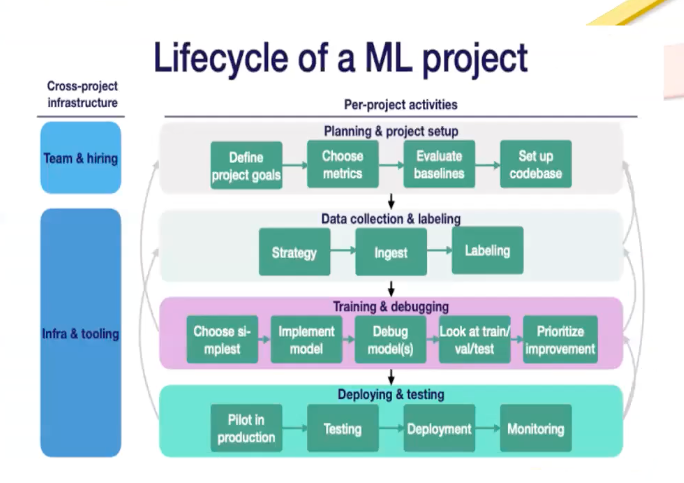 Lifecycle of a ML project
Cross-project
infrastructure
Per-project activities
Team & hiring
Infra & tooling
Planning & project setup
Define
project goals
Choose
metrics
Evaluate
baselines
Set up
codebase
Data collection & labeling
Strategy
Ingest
Labeling
Training & debugging
Choose si-
mplest
Implement
model
Debug
model(s)
Look at train/
val/test
Prioritize
improvement
Deploying & testing
Pilot in
production
Testing
Deployment
Monitoring